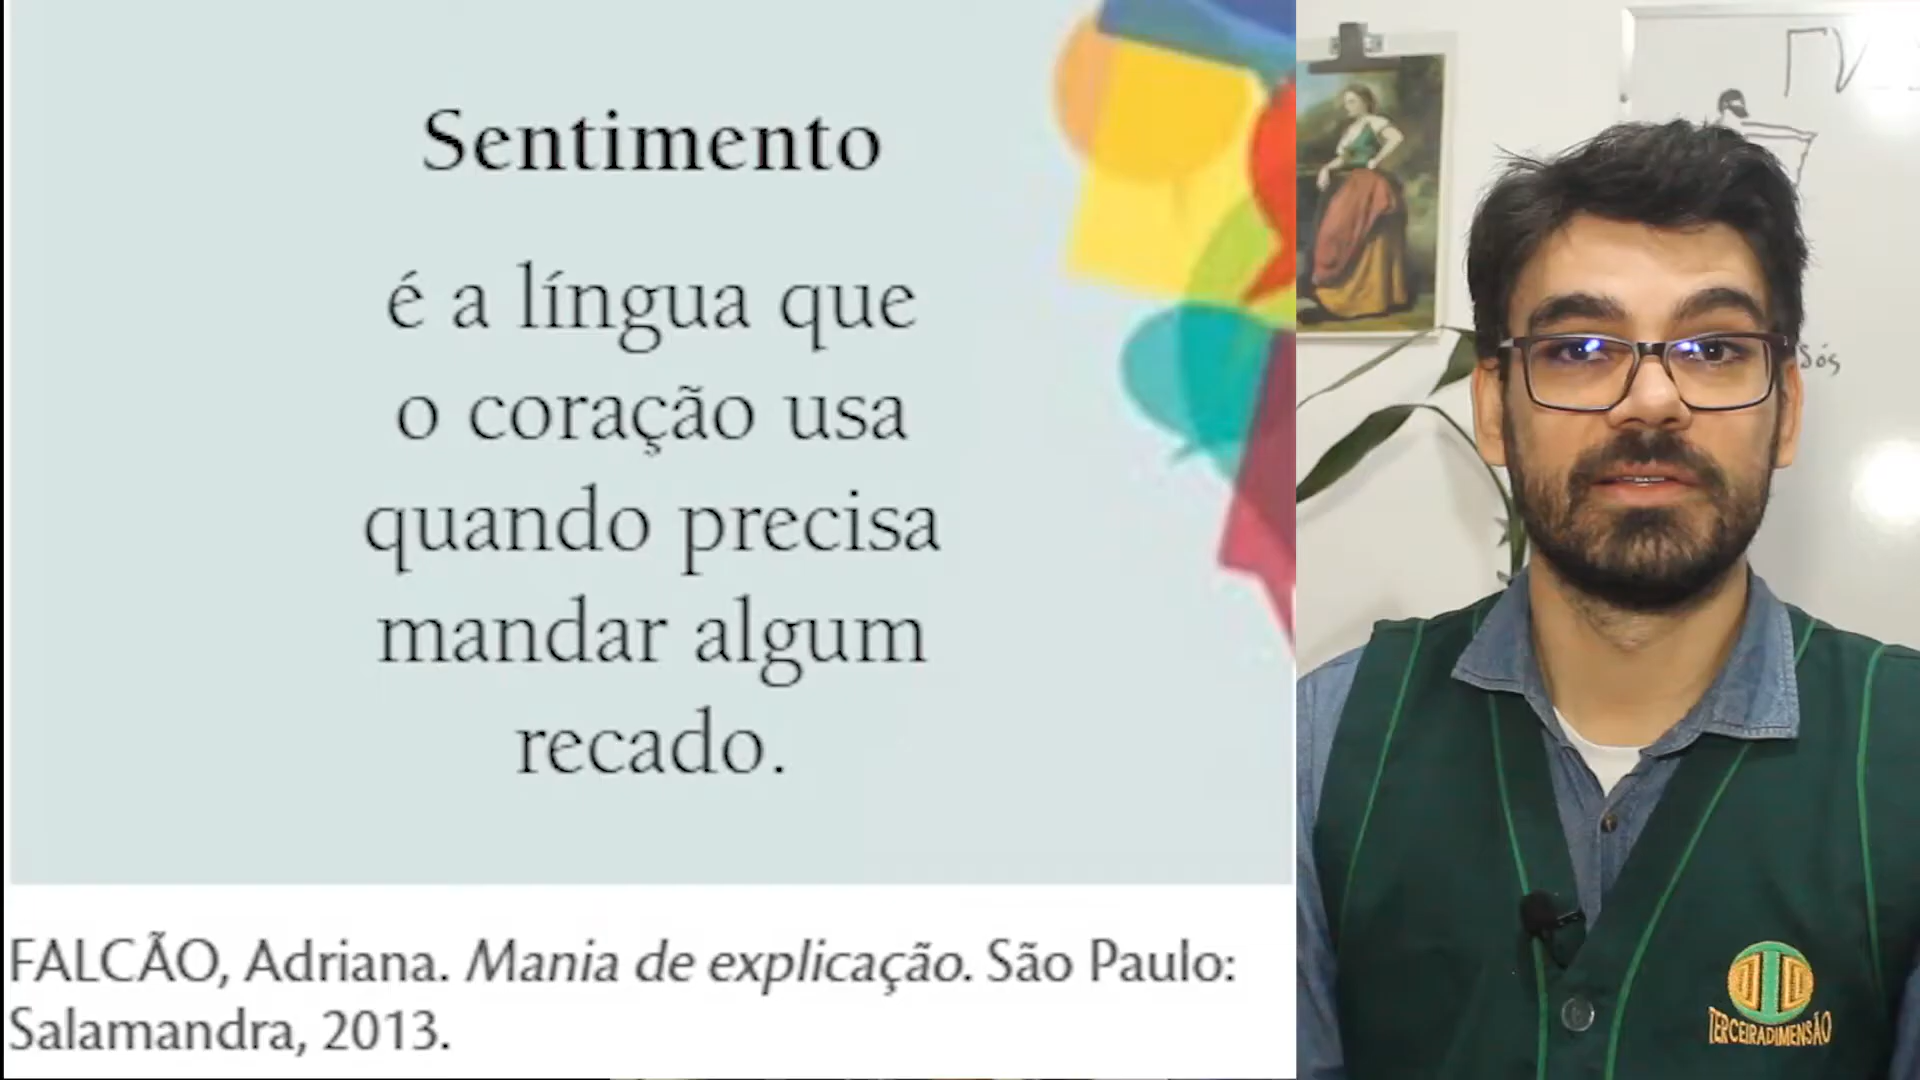 Sentimento
é a língua que
o coração usa
quando precisa
mandar algum
recado.
FALCÃO, Adriana. Mania de explicação. São Paulo:
Salamandra, 2013.
sós
TERCEIRADIMENSÃO